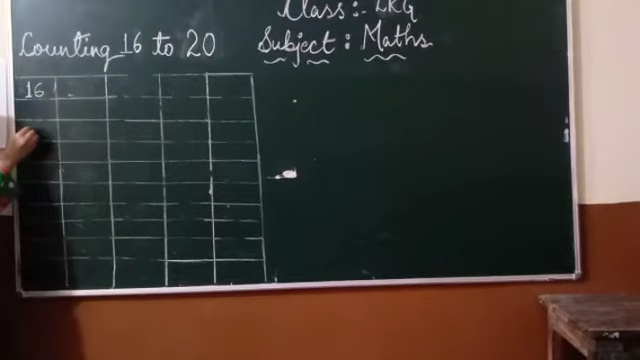 Class :- LKG
Counting 16 to 20
Subject : Maths
16